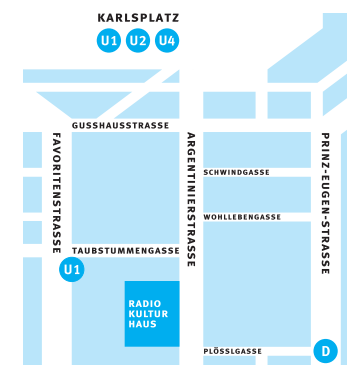 KARLSPLATZ
U1 U2 U4
GUSSHAUSSTRASSE
FAVORITENSTRASSE
ARGENTINIERSTRASSE
PRINZ-EUGEN-STRASSE
SCHWINDGASSE
WOHLLEBENGASSE
TAUBSTUMMENGASSE
U1
RADIO
KULTUR
HAUS
PLÖSSLGASSE
D